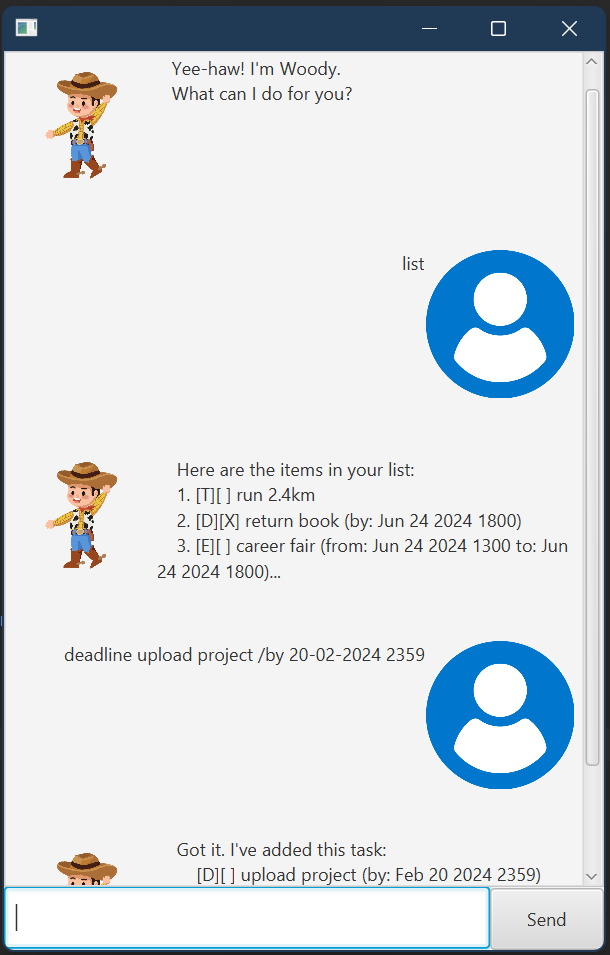 Yee-haw! I'm Woody.
What can I do for you?
list
Here are the items in your list:
1. [T][ ] run 2.4km
2. [D][X] return book (by: Jun 24 2024 1800)
3. [E][ ] career fair (from: Jun 24 2024 1300 to: Jun
24 2024 1800)...
deadline upload project /by 20-02-2024 2359
Got it. I've added this task:
[D][ ] upload project (by: Feb 20 2024 2359)
Send